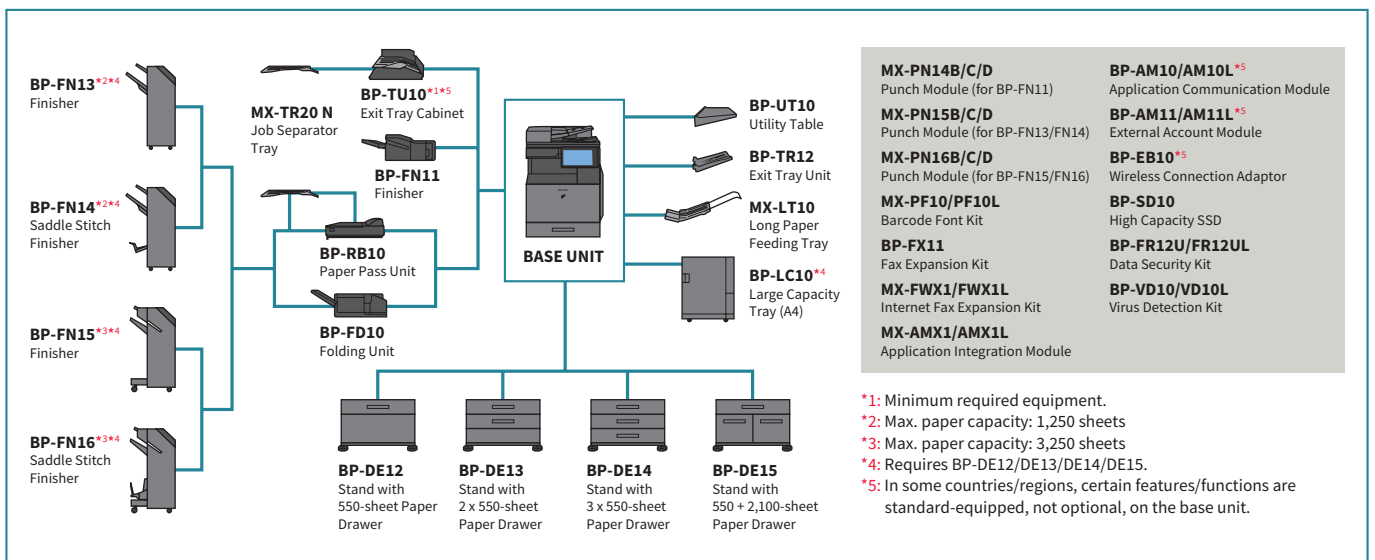 BP-FN13*2*4
Finisher
BP-FN14*2*4
Saddle Stitch
Finisher
BP-FN15*3*4
Finisher
BP-FN16*3*4
Saddle Stitch
Finisher
MX-TR20 N
Job Separator
Tray
BP-TU10*1*5
Exit Tray Cabinet
BP-FN11
Finisher
BP-RB10
Paper Pass Unit
BP-FD10
Folding Unit
BASE UNIT
BP-UT10
Utility Table
BP-TR12
Exit Tray Unit
MX-LT10
Long Paper
Feeding Tray
BP-LC10*4
Large Capacity
Tray (A4)
BP-DE12
Stand with
550-sheet Paper
Drawer
BP-DE13
Stand with
2 x 550-sheet
Paper Drawer
BP-DE14
Stand with
3 x 550-sheet
Paper Drawer
BP-DE15
Stand with
550 + 2,100-sheet
Paper Drawer
MX-PN14B/C/D
Punch Module (for BP-FN11)
MX-PN15B/C/D
Punch Module (for BP-FN13/FN14)
MX-PN16B/C/D
Punch Module (for BP-FN15/FN16)
MX-PF10/PF10L
Barcode Font Kit
BP-FX11
Fax Expansion Kit
MX-FWX1/FWX1L
Internet Fax Expansion Kit
MX-AMX1/AMX1L
Application Integration Module
BP-AM10/AM10L*5
Application Communication Module
BP-AM11/AM11L*5
External Account Module
BP-EB10*5
Wireless Connection Adaptor
BP-SD10
High Capacity SSD
BP-FR12U/FR12UL
Data Security Kit
BP-VD10/VD10L
Virus Detection Kit
*1: Minimum required equipment.
*2: Max. paper capacity: 1,250 sheets
*3: Max. paper capacity: 3,250 sheets
*4: Requires BP-DE12/DE13/DE14/DE15.
*5: In some countries/regions, certain features/functions are
standard-equipped, not optional, on the base unit.